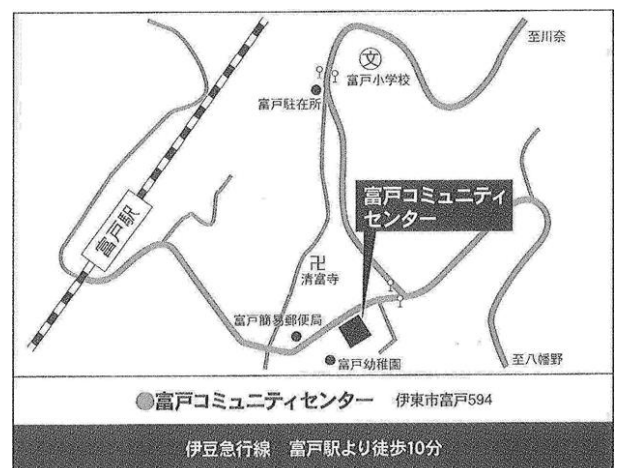 至川奈
文
富戸小学校
富戸駐在所
富戸コミュニティ
センター
富戸駅
卍
清富寺
富戸簡易郵便局
富戸幼稚園
至八幡野
●富戸コミュニティセンター 伊東市富戸594
伊豆急行線 富戸駅より徒歩10分